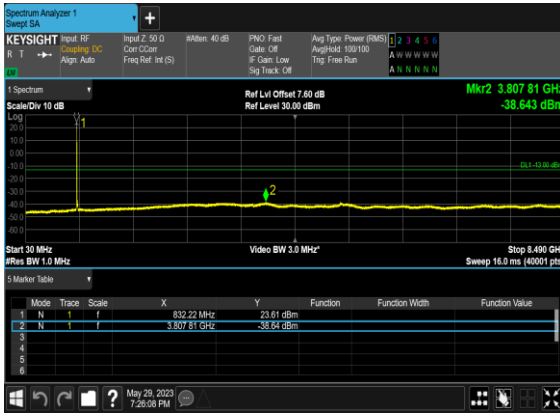 Spectrum Analyzer 1
Swept SA
+
KEYSIGHT Input: RF Input Z: 50 Ω #Atten: 40 dB PNO: Fast Avg Type: Power (RMS) 1 2 3 4 5 6
R T Coupling: DC Corr CCorr Gate: Off Avg|Hold: 100/100 A W W W W W
Align: Auto Freq Ref: Int (S) IF Gain: Low Trig: Free Run
Sig Track: Off A N N N N N
1 Spectrum
Ref Lvl Offset 7.60 dB Mkr2 3.807 81 GHz
Scale/Div 10 dB Ref Level 30.00 dBm -38.643 dBm
Log
20.0
10.0
0.00
-10.0
-20.0
-30.0
-40.0
-50.0
-60.0
1
DL1 -13.00 dBm
2
Start 30 MHz Video BW 3.0 MHz* Stop 8.490 GHz
#Res BW 1.0 MHz Sweep 16.0 ms (40001 pts)
5 Marker Table
Mode Trace Scale X Y Function Function Width Function Value
1 N 1 f 832.22 MHz 23.61 dBm
2 N 1 f 3.807 81 GHz -38.64 dBm
3
4
5
6
? May 29, 2023
7:26:08 PM